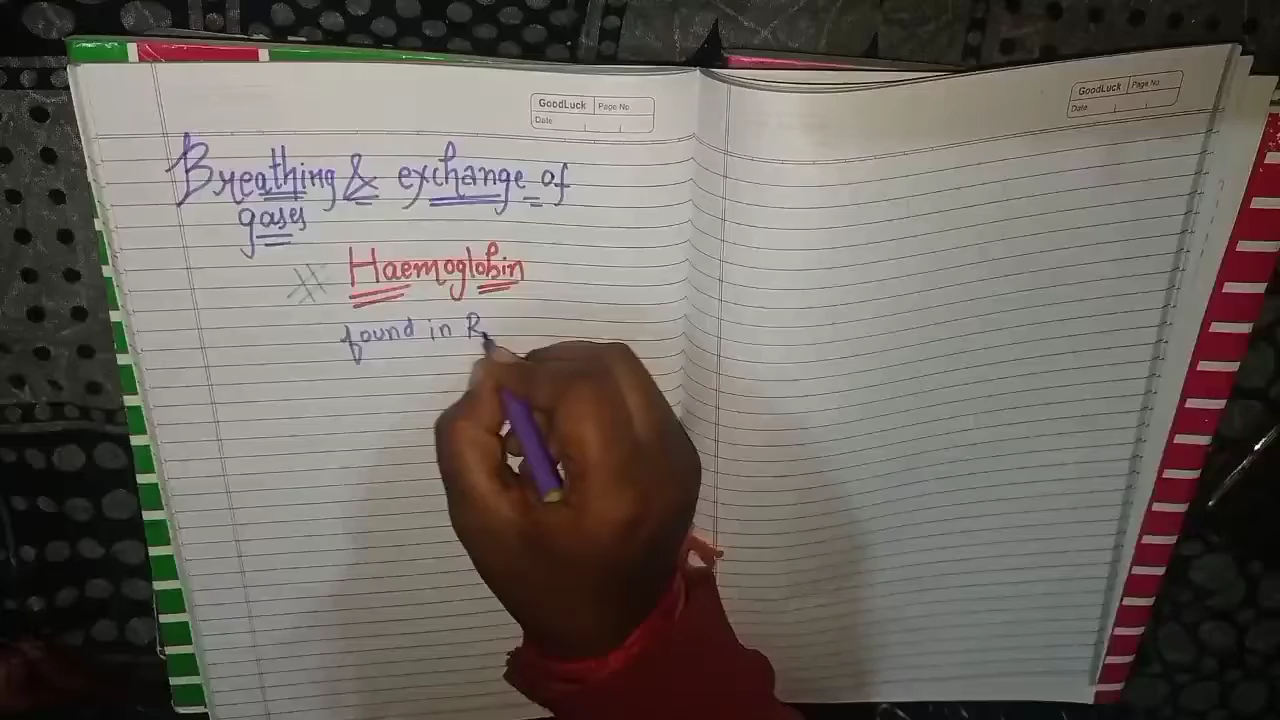 GoodLuck Page No
Date
GoodLuck Page No
Date
Breathing & exchange of
gases
Haemoglobin
found in R